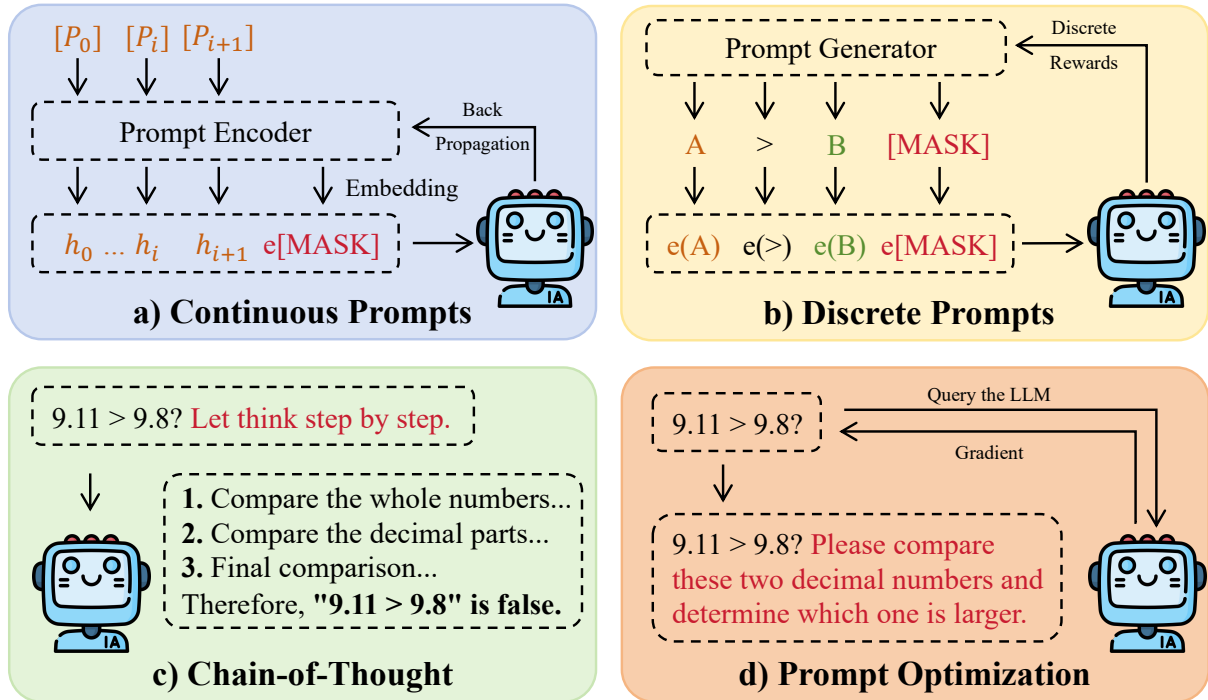 [P₀] [Pᵢ] [Pᵢ₊₁]
Prompt Encoder
Back
Propagation
Embedding
h₀ ... hᵢ hᵢ₊₁ e[MASK]
IA
a) Continuous Prompts
Prompt Generator
Discrete
Rewards
A > B [MASK]
e(A) e(>) e(B) e[MASK]
IA
b) Discrete Prompts
9.11 > 9.8? Let think step by step.
1. Compare the whole numbers...
2. Compare the decimal parts...
3. Final comparison...
Therefore, "9.11 > 9.8" is false.
IA
c) Chain-of-Thought
9.11 > 9.8?
Query the LLM
Gradient
9.11 > 9.8? Please compare
these two decimal numbers and
determine which one is larger.
IA
d) Prompt Optimization